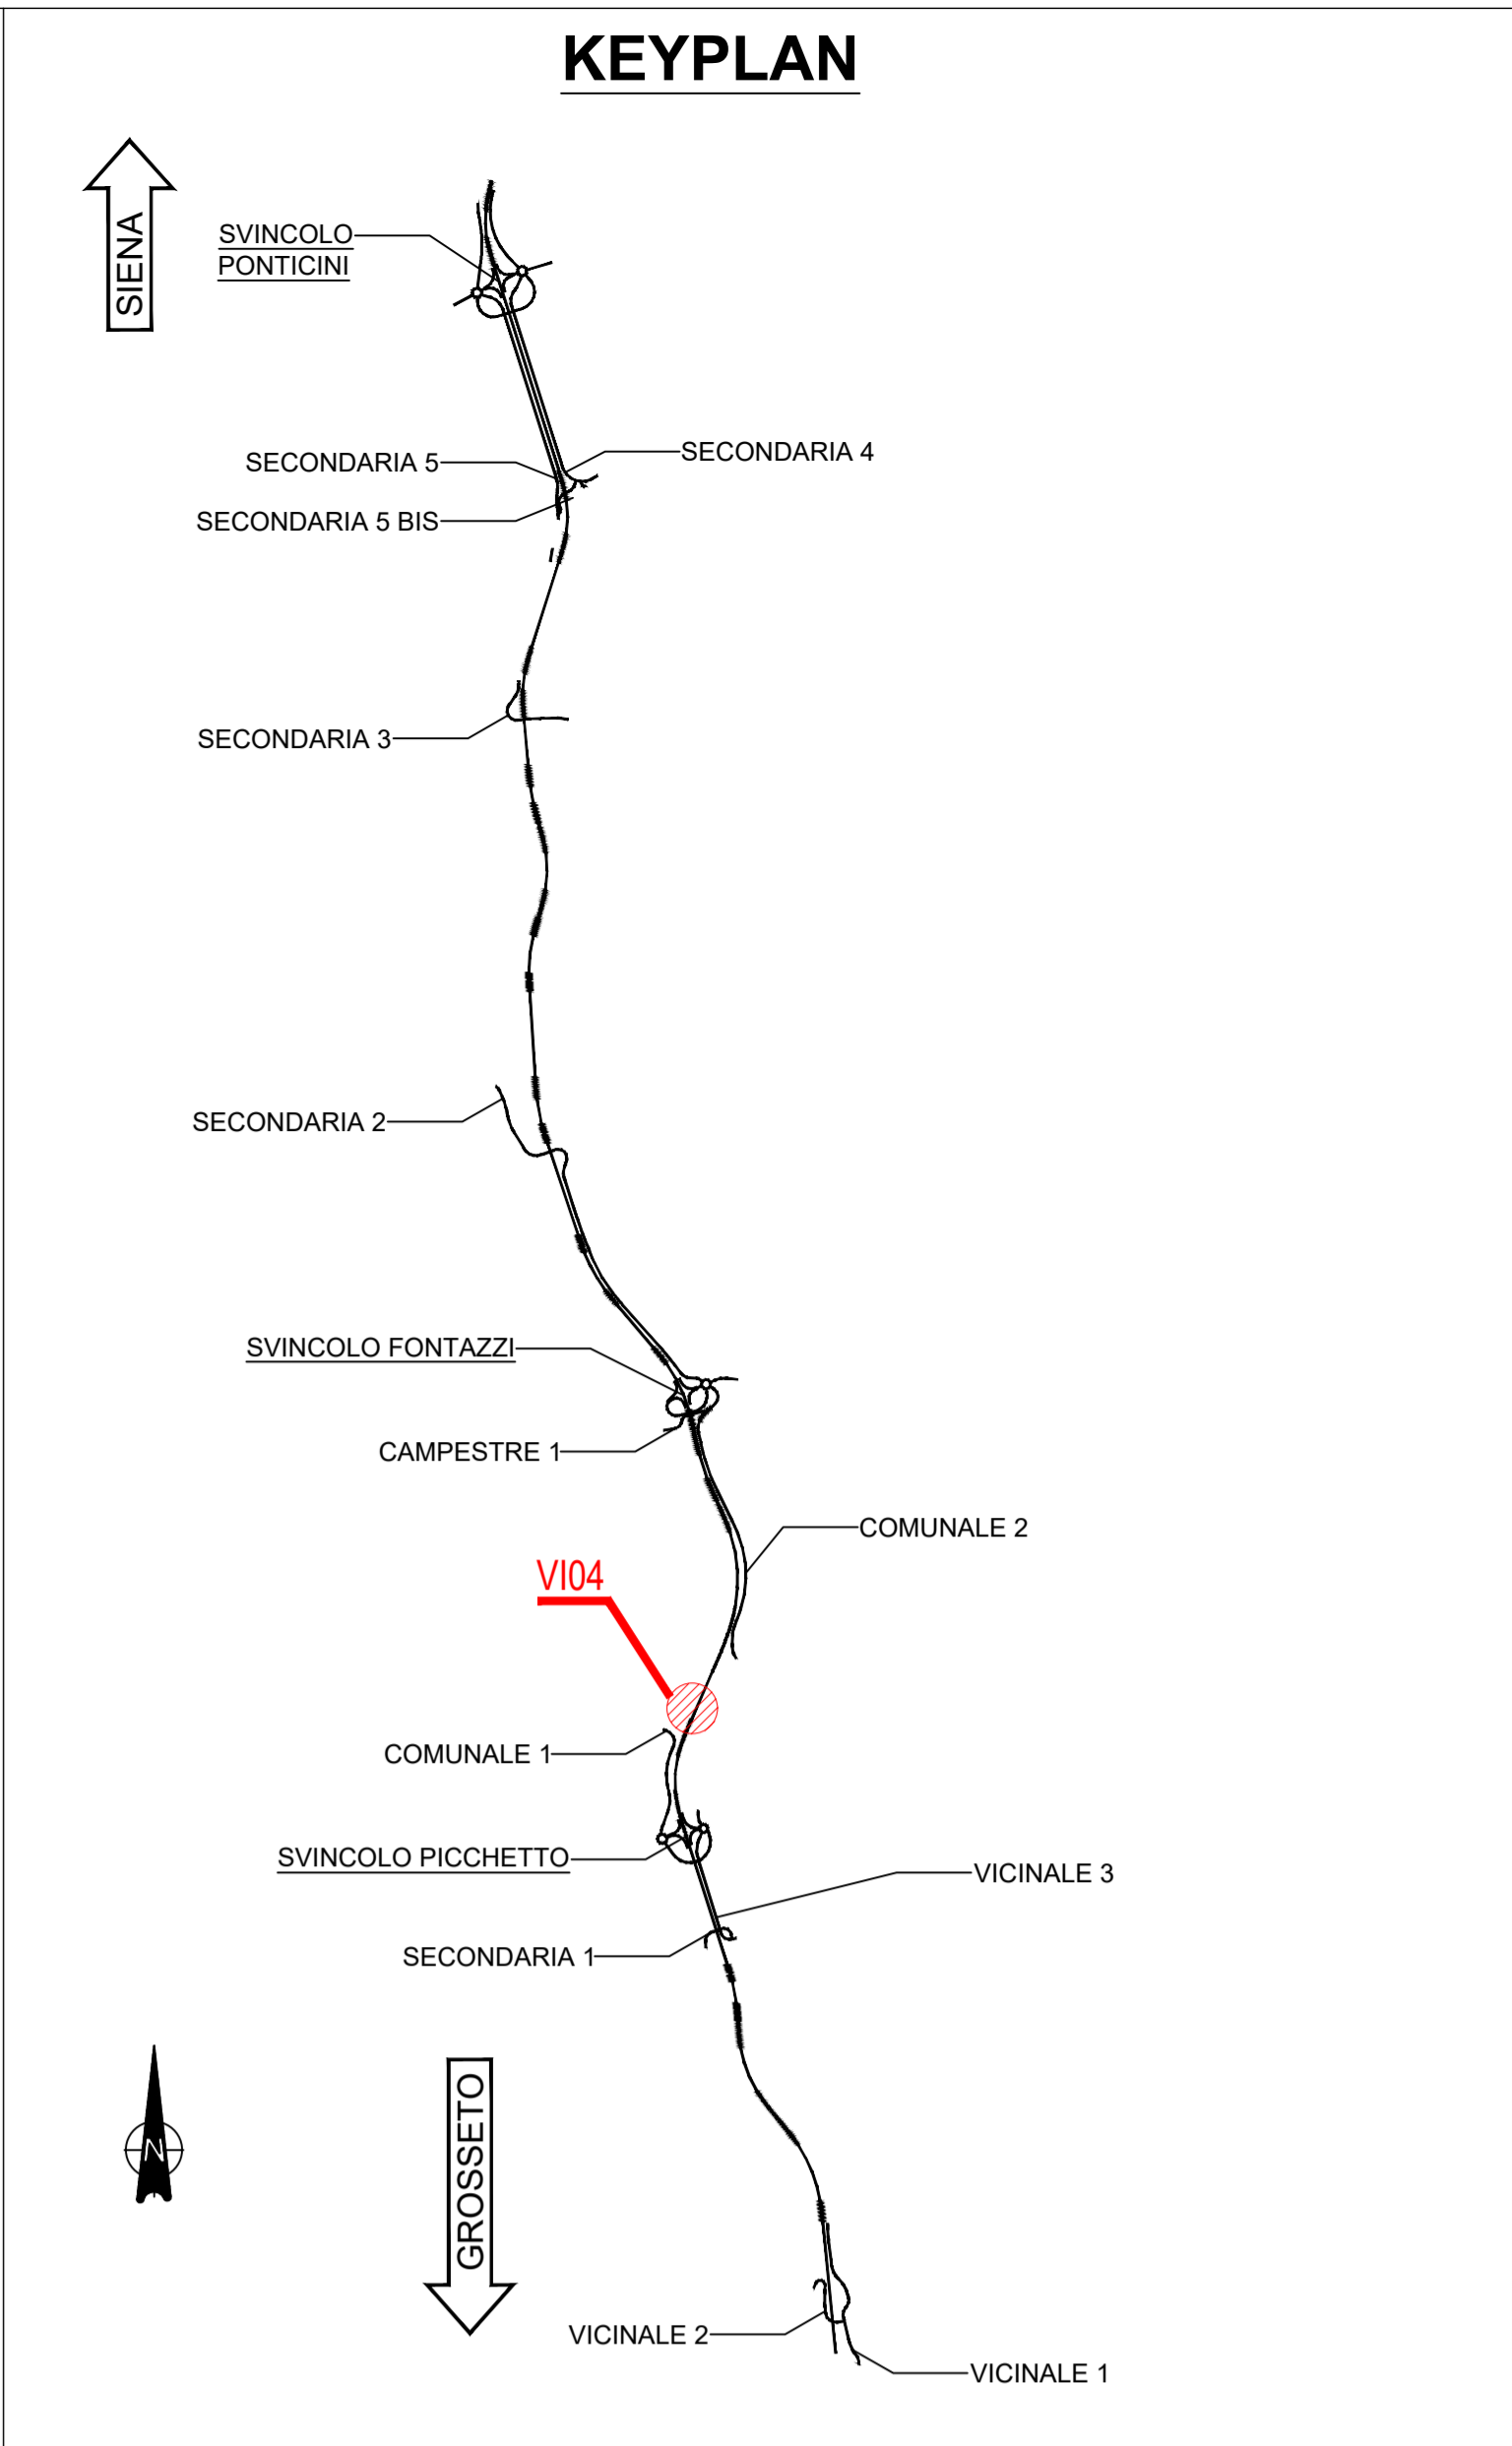 KEYPLAN
SIENA
SVINCOLO
PONTICINI
SECONDARIA 4
SECONDARIA 5
SECONDARIA 5 BIS
SECONDARIA 3
SECONDARIA 2
SVINCOLO FONTAZZI
CAMPESTRE 1
COMUNALE 2
VI04
COMUNALE 1
SVINCOLO PICCHETTO
VICINALE 3
SECONDARIA 1
N
GROSSETO
VICINALE 2
VICINALE 1